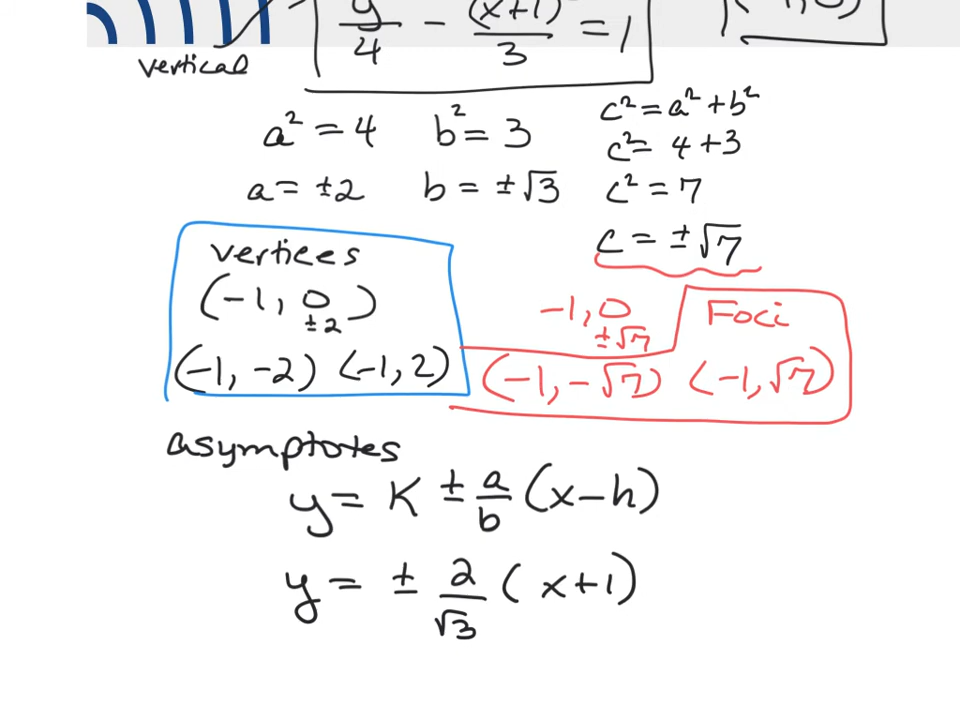 y/4 - (x+1)/3 = 1
vertical
a² = 4 b² = 3 c² = a² + b²
c² = 4 + 3
a = ±2 b = ±√3 c² = 7
c = ±√7
vertices
(-1, 0 ) -1, 0 Foci
±2 ±√7
(-1, -2) (-1, 2) (-1, -√7) (-1, √7)
asymptotes
y = K ± a/b (x-h)
y = ± 2/√3 (x+1)